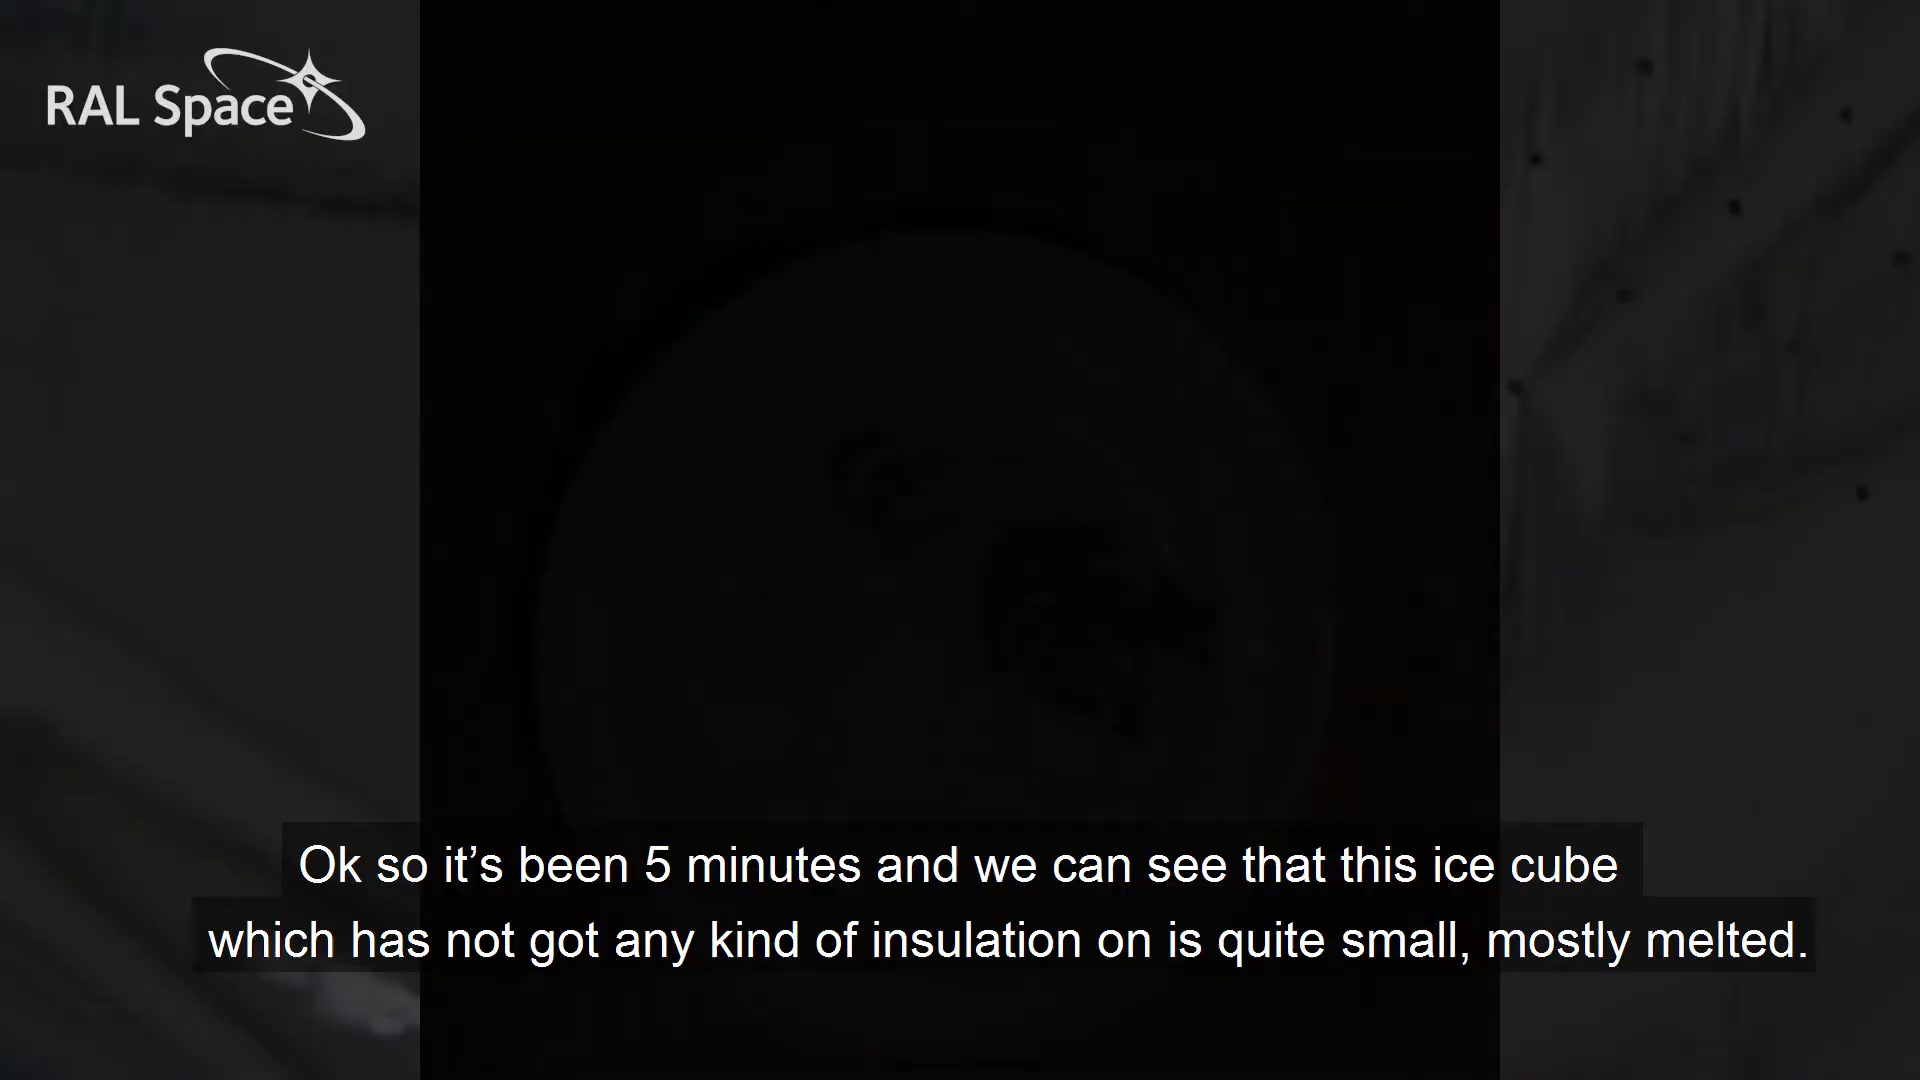 RAL Space
Ok so it’s been 5 minutes and we can see that this ice cube
which has not got any kind of insulation on is quite small, mostly melted.